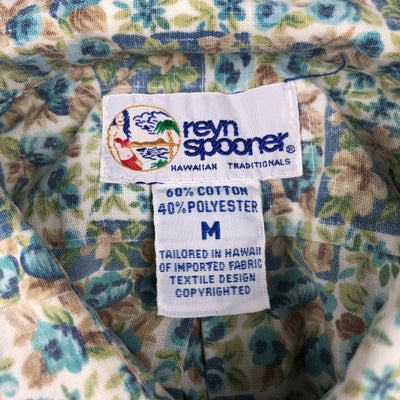 reyn
spooner®
HAWAIIAN TRADITIONALS
60% COTTON
40% POLYESTER
M
TAILORED IN HAWAII
OF IMPORTED FABRIC
TEXTILE DESIGN
COPYRIGHTED